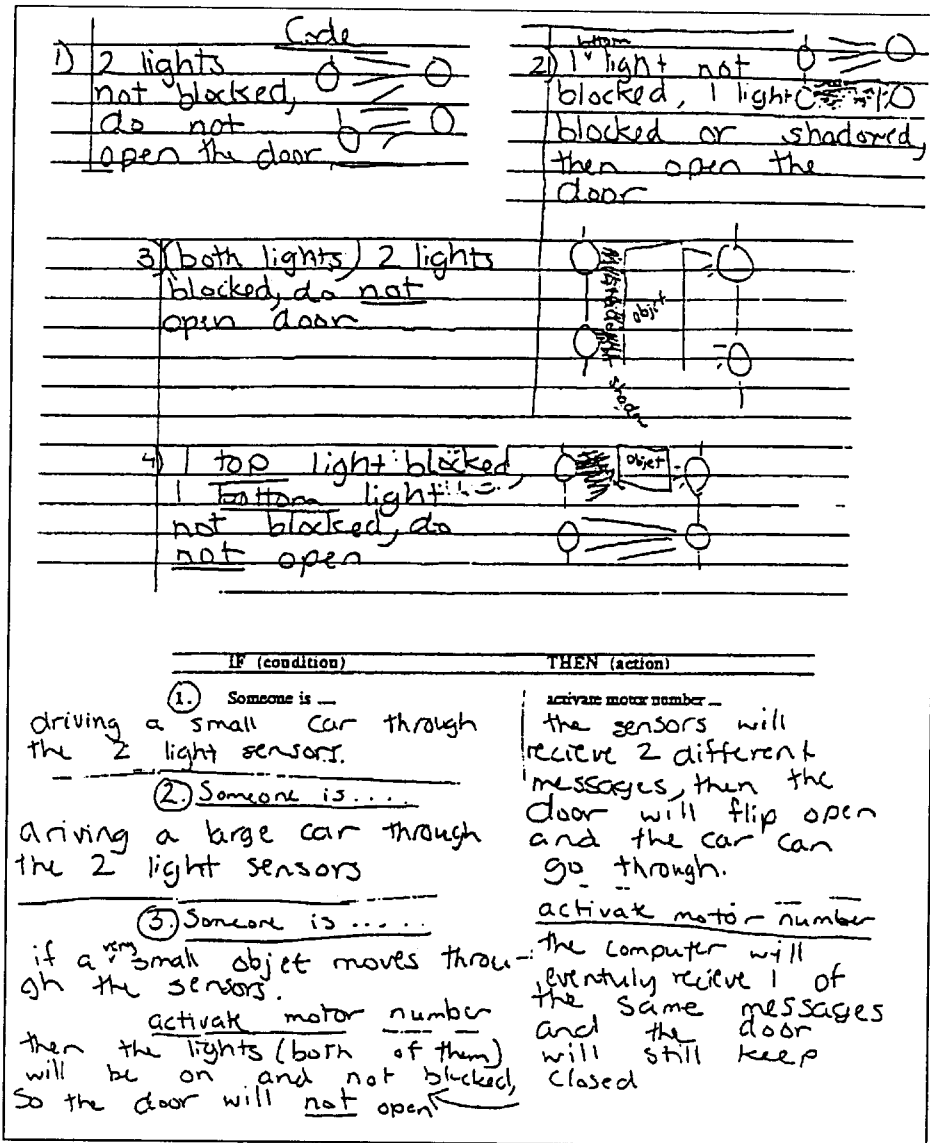 Code
1) 2 lights
not blocked,
do not
open the door
2) 1 bottom light not
blocked, 1 light
blocked or shadowed,
then open the
door
3) (both lights) 2 lights
blocked, do not
open door
Objet
shadow
4) 1 top light blocked,
1 bottom light
not blocked, do
not open
Objet
IF (condition)
1. Someone is __
driving a small car through
the 2 light sensors.
2. Someone is....
driving a large car through
the 2 light sensors
3. Someone is.....
if a very small objet moves throu-
gh the sensors.
activate motor number
then the lights (both of them)
will be on and not blocked,
So the door will not open
THEN (action)
activate motor number __
the sensors will
recieve 2 different
messages, then the
door will flip open
and the car can
go through.
activate motor number
the computer will
eventuly recieve 1 of
the same messages
and the door
will still keep
closed